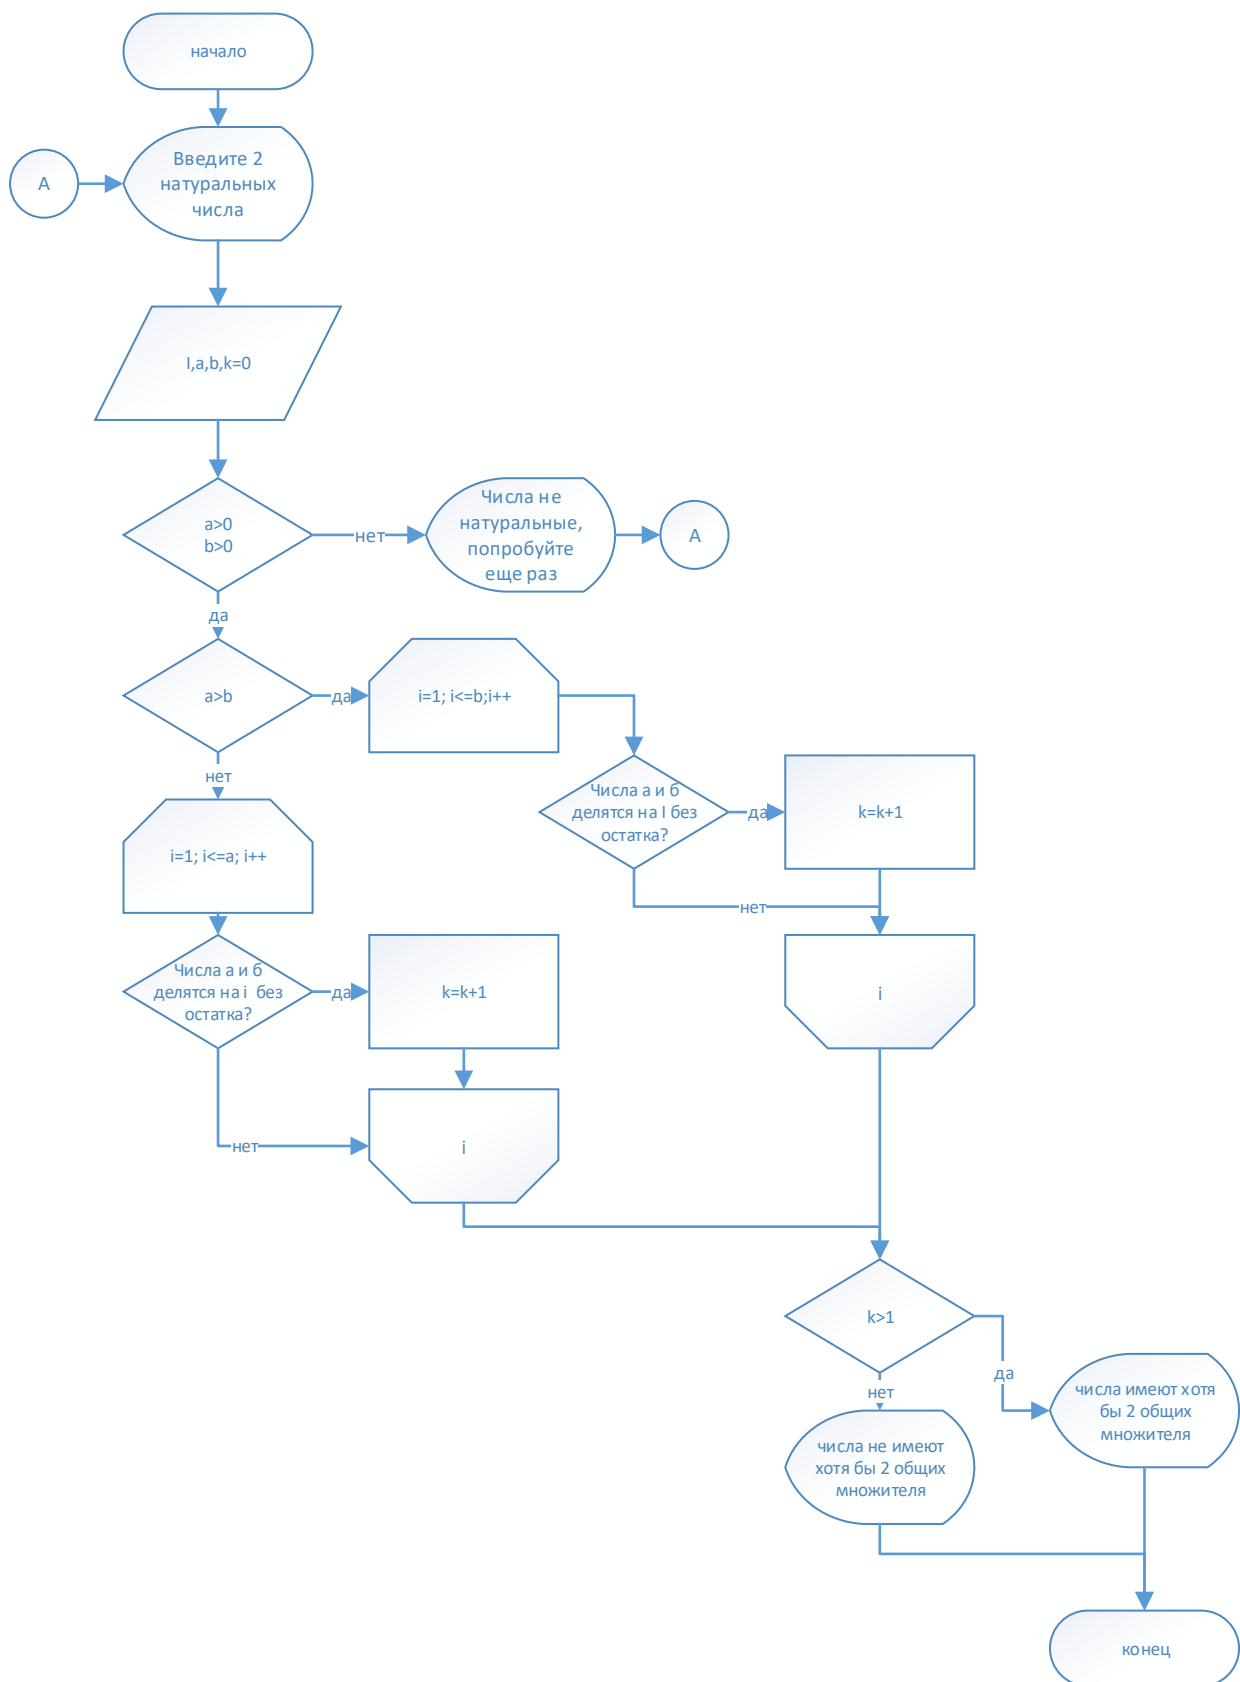 начало
А
Введите 2
натуральных
числа
I,a,b,k=0
a>0
b>0
нет
Числа не
натуральные,
попробуйте
еще раз
А
да
a>b
да
i=1; i<=b;i++
нет
Числа а и б
делятся на I без
остатка?
да
k=k+1
i=1; i<=a; i++
нет
Числа а и б
делятся на i без
остатка?
да
k=k+1
i
нет
i
k>1
да
нет
числа имеют хотя
бы 2 общих
множителя
числа не имеют
хотя бы 2 общих
множителя
конец